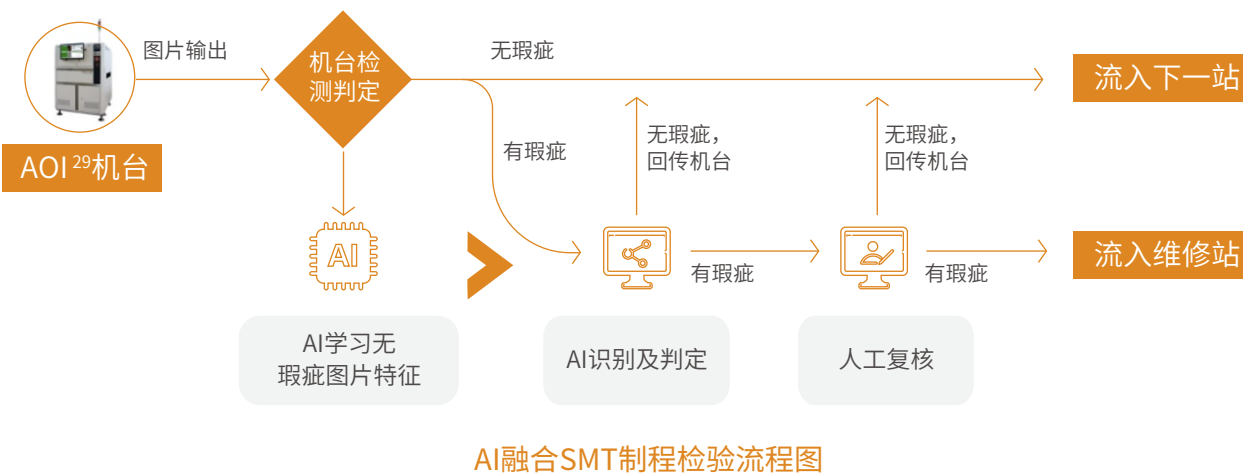 图片输出
机台检
测判定
无瑕疵
流入下一站
AOI 29机台
有瑕疵
无瑕疵，
回传机台
无瑕疵，
回传机台
AI
有瑕疵
有瑕疵
流入维修站
AI学习无
瑕疵图片特征
AI识别及判定
人工复核
AI融合SMT制程检验流程图